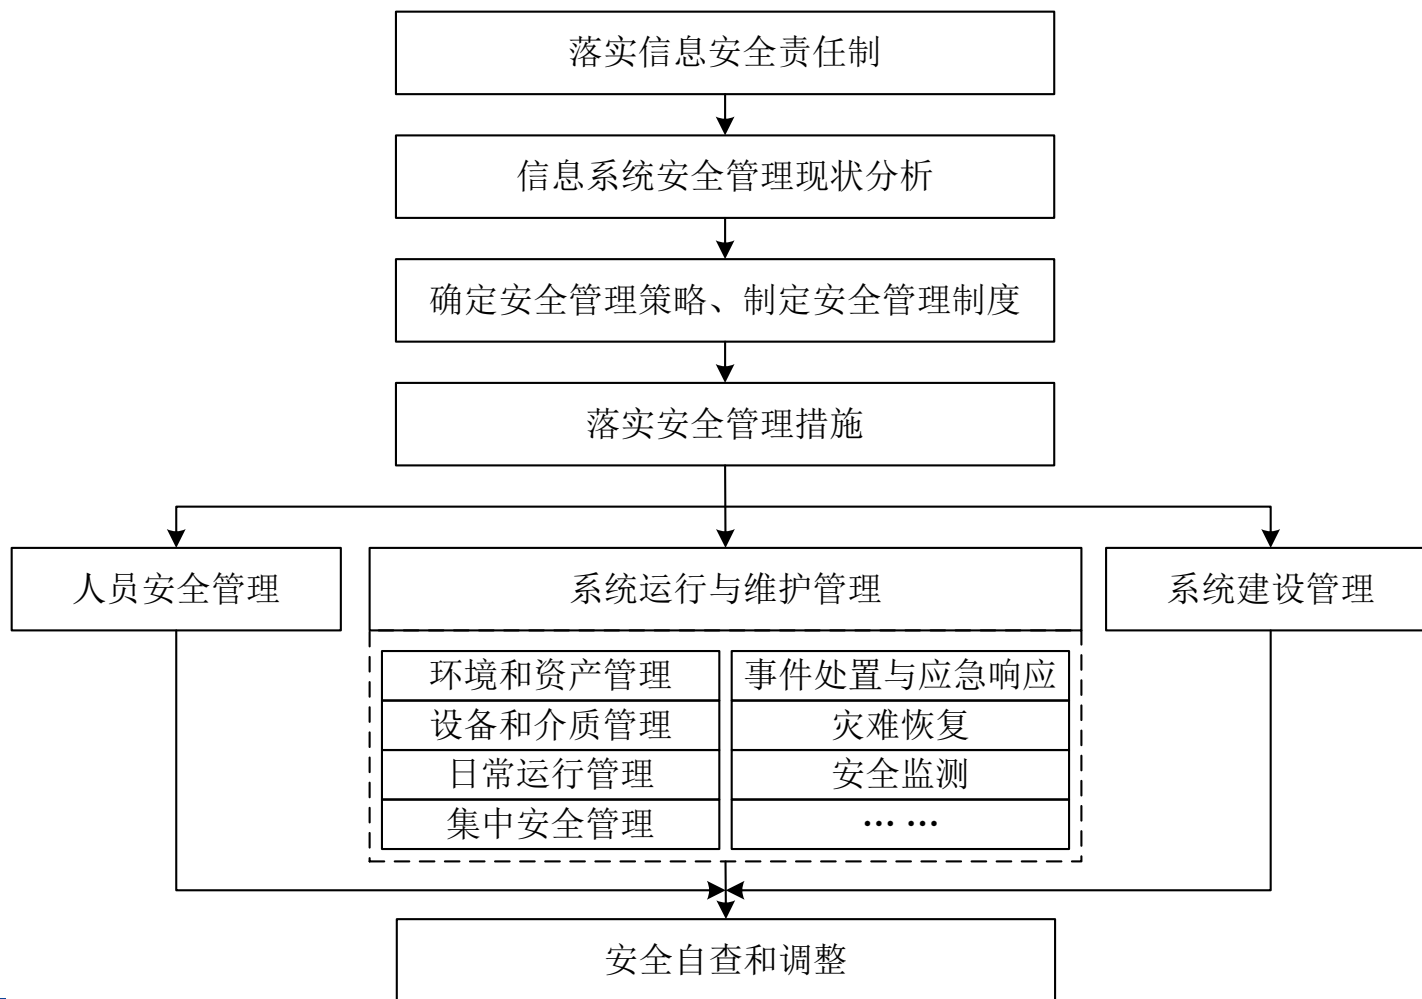 落实信息安全责任制
信息系统安全管理现状分析
确定安全管理策略、制定安全管理制度
落实安全管理措施
人员安全管理
系统运行与维护管理
系统建设管理
环境和资产管理
事件处置与应急响应
设备和介质管理
灾难恢复
日常运行管理
安全监测
集中安全管理
… …
安全自查和调整